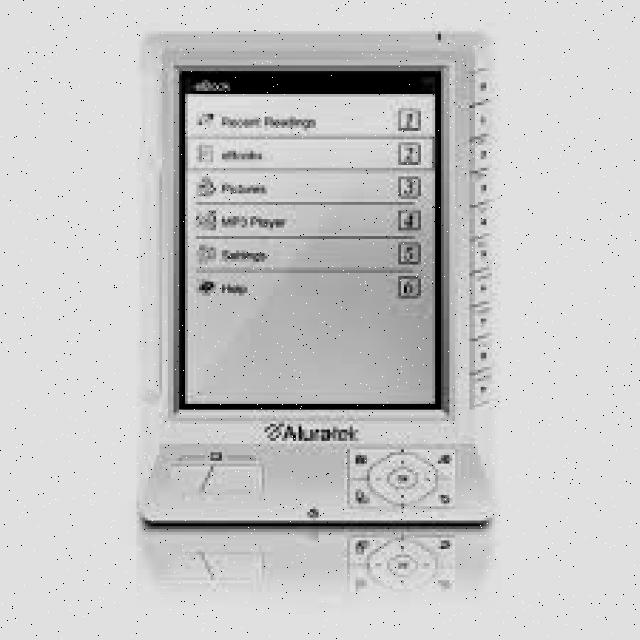 eBook
Recent Readings 1
eBooks 2
Pictures 3
MP3 Player 4
Settings 5
Help 6
Aluratek